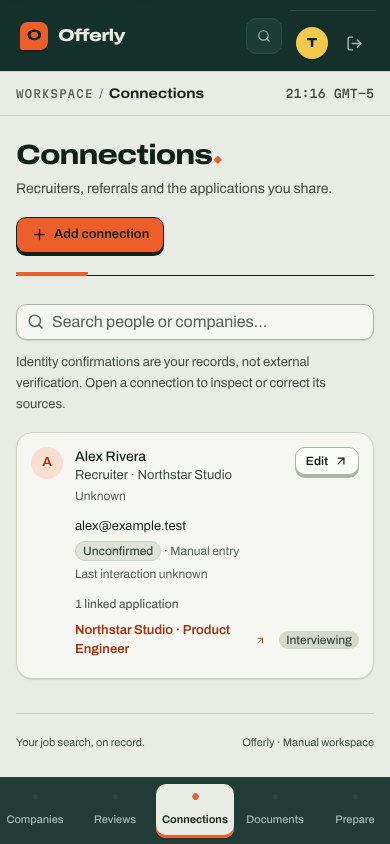 O Offerly
T
WORKSPACE / Connections 21:16 GMT−5
Connections
Recruiters, referrals and the applications you share.
+ Add connection
Search people or companies...
Identity confirmations are your records, not external
verification. Open a connection to inspect or correct its
sources.
A
Alex Rivera
Edit
Recruiter · Northstar Studio
Unknown
alex@example.test
Unconfirmed · Manual entry
Last interaction unknown
1 linked application
Northstar Studio · Product
Engineer
Interviewing
Your job search, on record. Offerly · Manual workspace
Companies Reviews Connections Documents Prepare